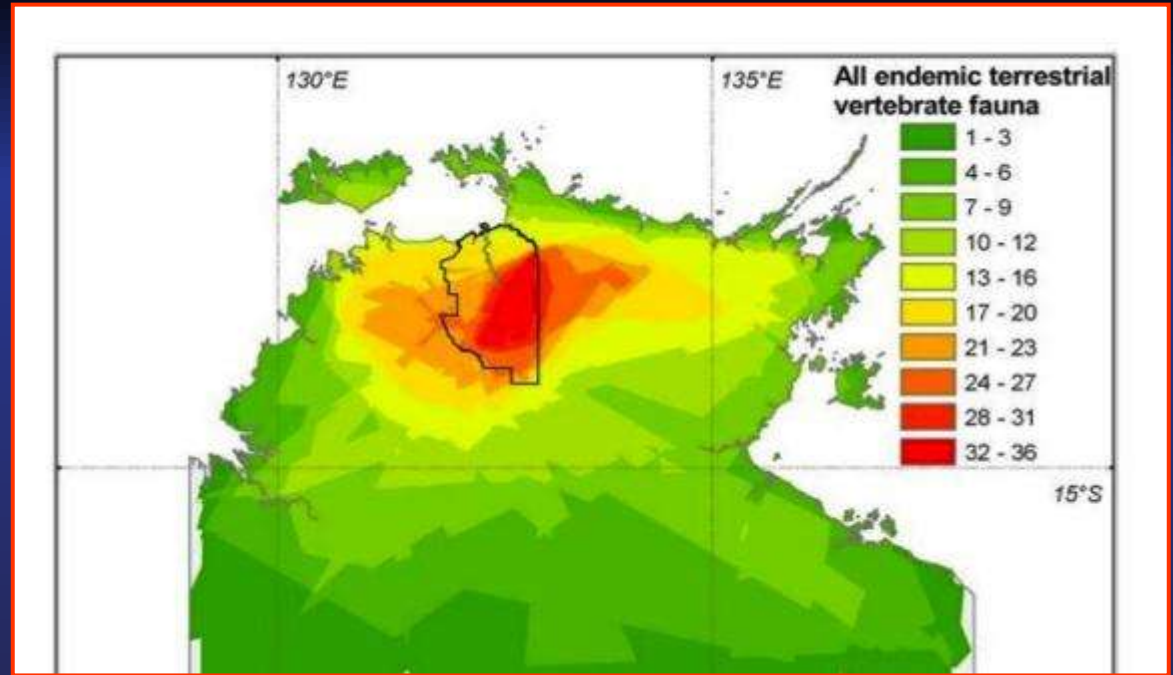 130°E
135°E
All endemic terrestrial
vertebrate fauna
1 - 3
4 - 6
7 - 9
10 - 12
13 - 16
17 - 20
21 - 23
24 - 27
28 - 31
32 - 36
15°S